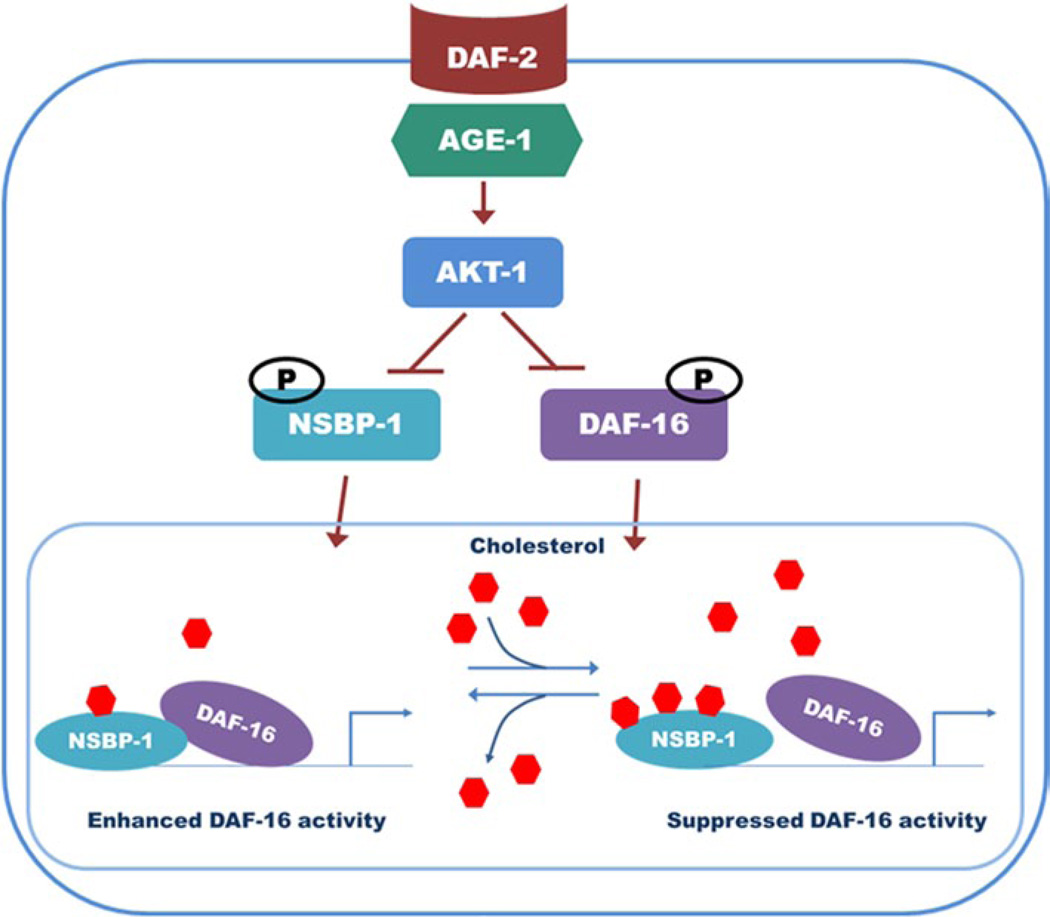 DAF-2
AGE-1
AKT-1
P
P
NSBP-1
DAF-16
Cholesterol
NSBP-1
DAF-16
NSBP-1
DAF-16
Enhanced DAF-16 activity
Suppressed DAF-16 activity